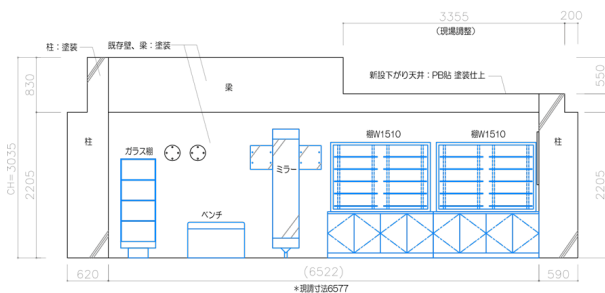 3355
200
(現場調整)
柱：塗装
既存壁、梁：塗装
新設下がり天井：PB貼 塗装仕上
830
梁
550
CH=3035
柱
ガラス棚
ミラー
棚W1510
棚W1510
柱
2205
2205
ベンチ
620
(6522)
590
＊現調寸法6577